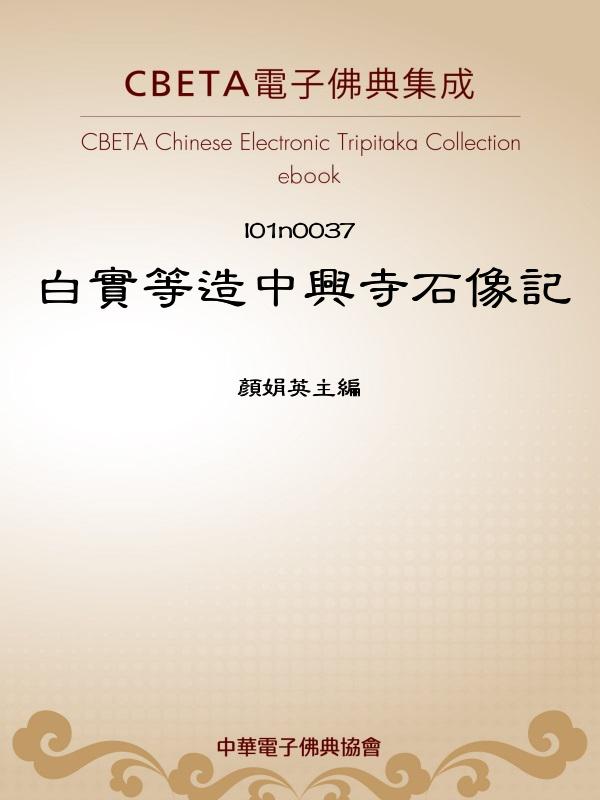 CBETA電子佛典集成
CBETA Chinese Electronic Tripitaka Collection
ebook
I01n0037
白實等造中興寺石像記
顏娟英主編
中華電子佛典協會